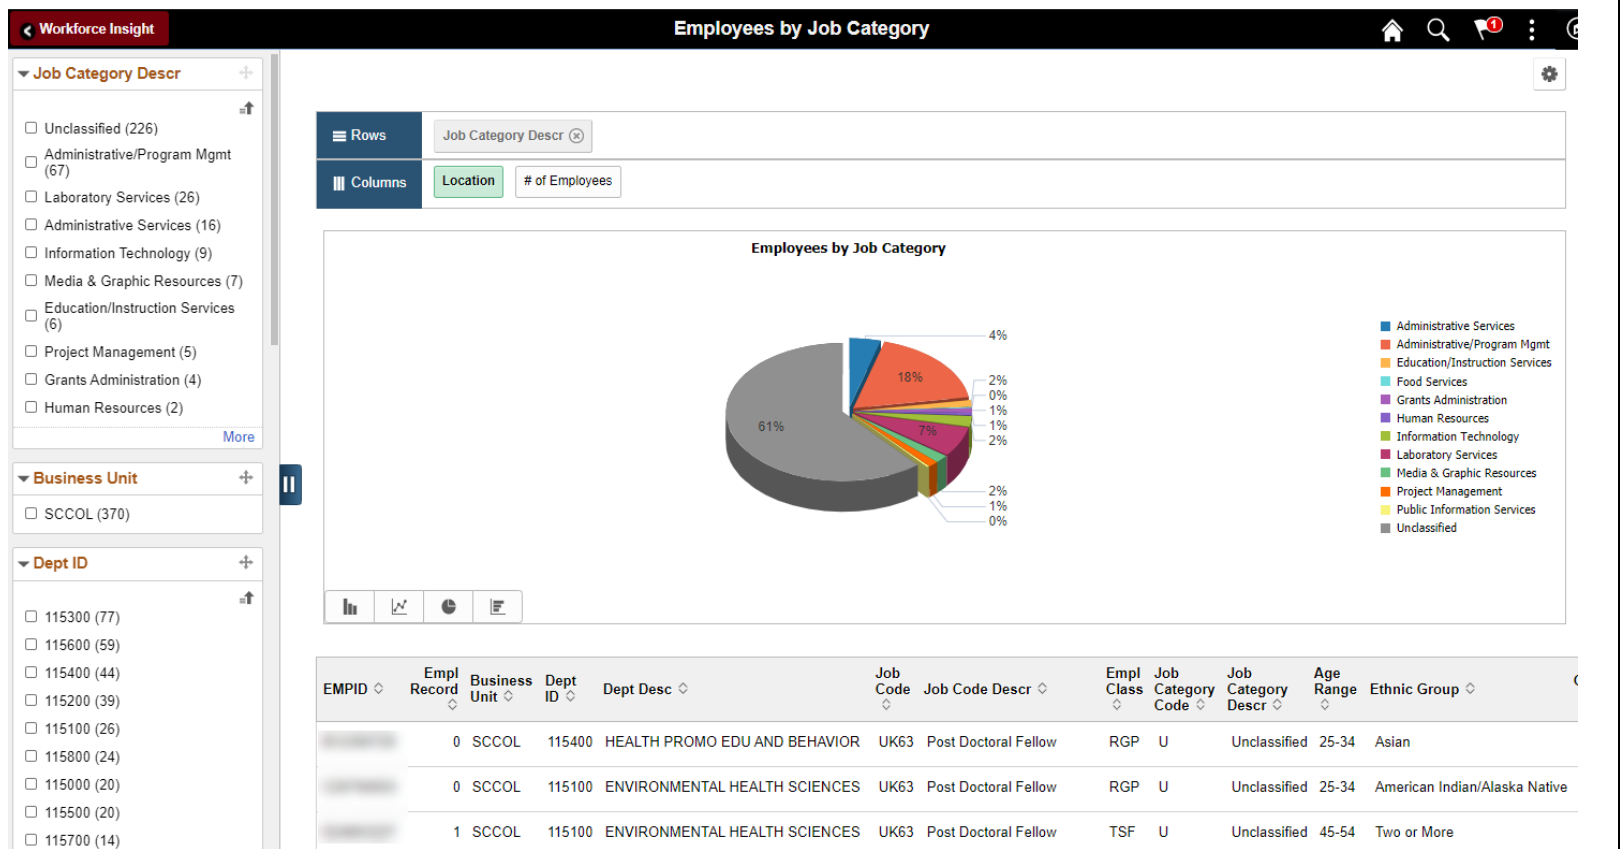 Workforce Insight
Employees by Job Category
1
Job Category Descr
Unclassified (226)
Administrative/Program Mgmt
(67)
Laboratory Services (26)
Administrative Services (16)
Information Technology (9)
Media & Graphic Resources (7)
Education/Instruction Services
(6)
Project Management (5)
Grants Administration (4)
Human Resources (2)
More
Business Unit
SCCOL (370)
Dept ID
115300 (77)
115600 (59)
115400 (44)
115200 (39)
115100 (26)
115800 (24)
115000 (20)
115500 (20)
115700 (14)
Rows
Job Category Descr
Columns
Location
# of Employees
Employees by Job Category
4%
18%
2%
0%
1%
1%
2%
7%
61%
2%
1%
0%
Administrative Services
Administrative/Program Mgmt
Education/Instruction Services
Food Services
Grants Administration
Human Resources
Information Technology
Laboratory Services
Media & Graphic Resources
Project Management
Public Information Services
Unclassified
EMPID
Empl
Record
Business
Unit
Dept
ID
Dept Desc
Job
Code
Job Code Descr
Empl
Class
Job
Category
Code
Job
Category
Descr
Age
Range
Ethnic Group
0 SCCOL 115400 HEALTH PROMO EDU AND BEHAVIOR UK63 Post Doctoral Fellow RGP U Unclassified 25-34 Asian
0 SCCOL 115100 ENVIRONMENTAL HEALTH SCIENCES UK63 Post Doctoral Fellow RGP U Unclassified 25-34 American Indian/Alaska Native
1 SCCOL 115100 ENVIRONMENTAL HEALTH SCIENCES UK63 Post Doctoral Fellow TSF U Unclassified 45-54 Two or More